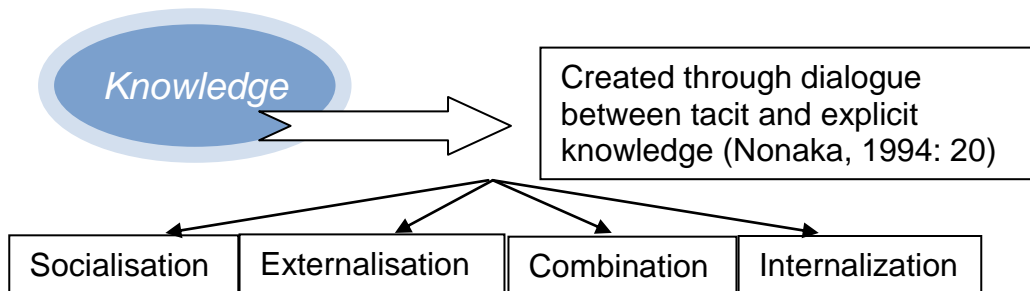 Knowledge
Created through dialogue
between tacit and explicit
knowledge (Nonaka, 1994: 20)
Socialisation
Externalisation
Combination
Internalization